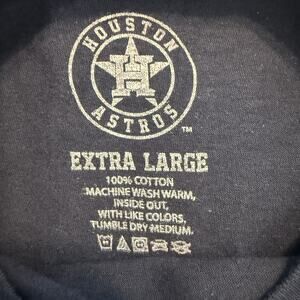 HOUSTON
H
ASTROS
TM
EXTRA LARGE
100% COTTON
MACHINE WASH WARM,
INSIDE OUT,
WITH LIKE COLORS,
TUMBLE DRY MEDIUM.